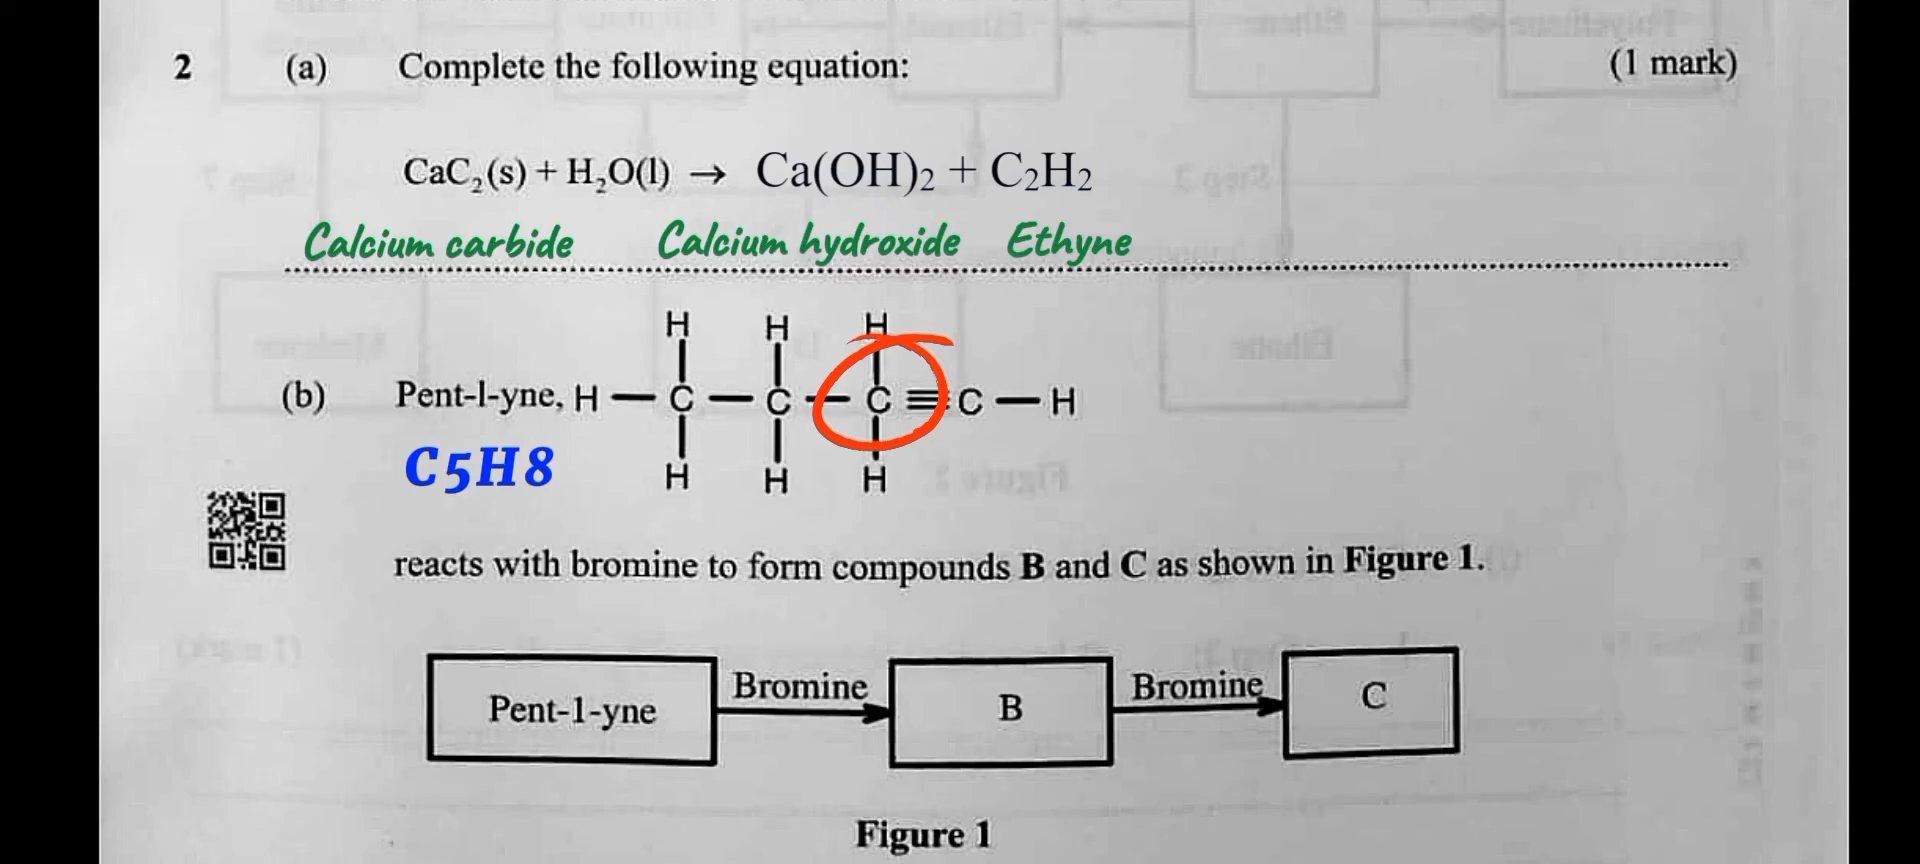 2 (a) Complete the following equation: (1 mark)
CaC₂(s) + H₂O(l) → Ca(OH)₂ + C₂H₂
Calcium carbide Calcium hydroxide Ethyne
H H H
(b) Pent-l-yne, H — C — C — C ≡ C — H
C5H8
H H H
reacts with bromine to form compounds B and C as shown in Figure 1.
Pent-1-yne Bromine B Bromine C
Figure 1